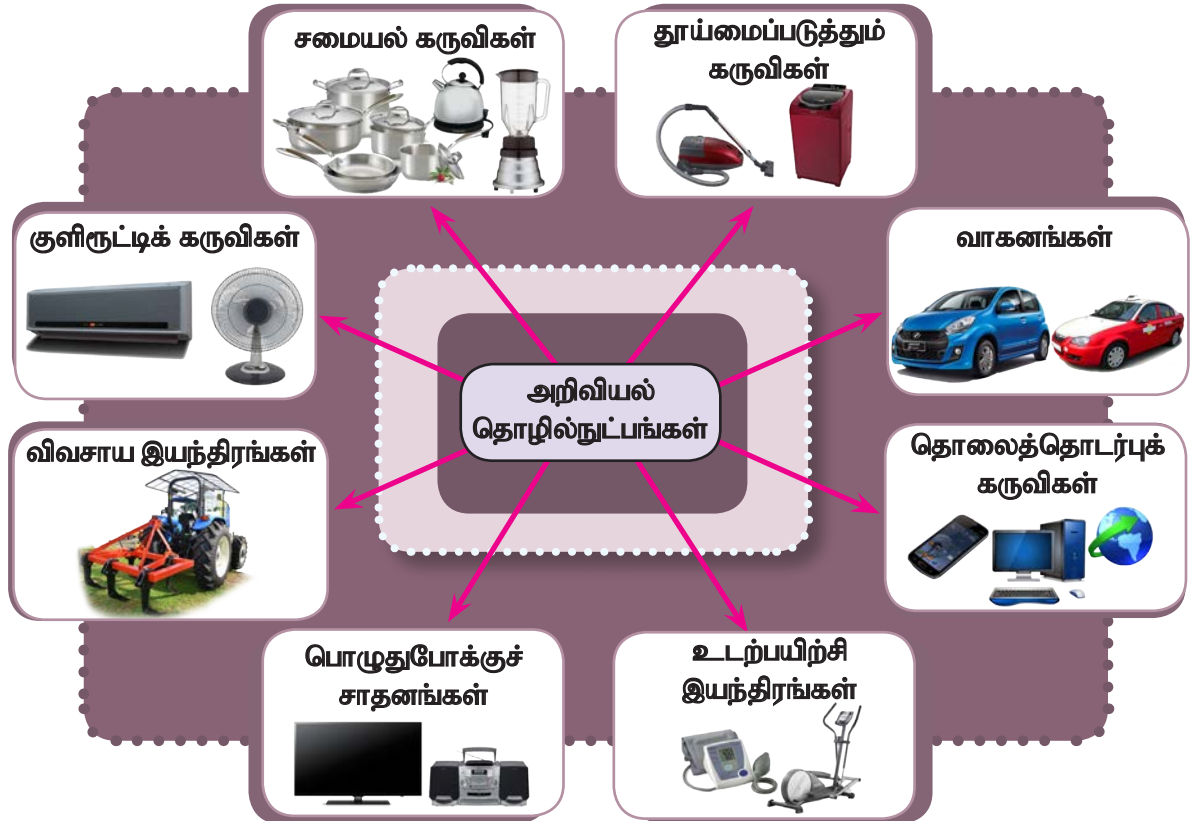 சமையல் கருவிகள்
தூய்மைப்படுத்தும்
கருவிகள்
குளிரூட்டிக் கருவிகள்
வாகனங்கள்
அறிவியல்
தொழில்நுட்பங்கள்
விவசாய இயந்திரங்கள்
தொலைத்தொடர்புக்
கருவிகள்
பொழுதுபோக்குச்
சாதனங்கள்
உடற்பயிற்சி
இயந்திரங்கள்